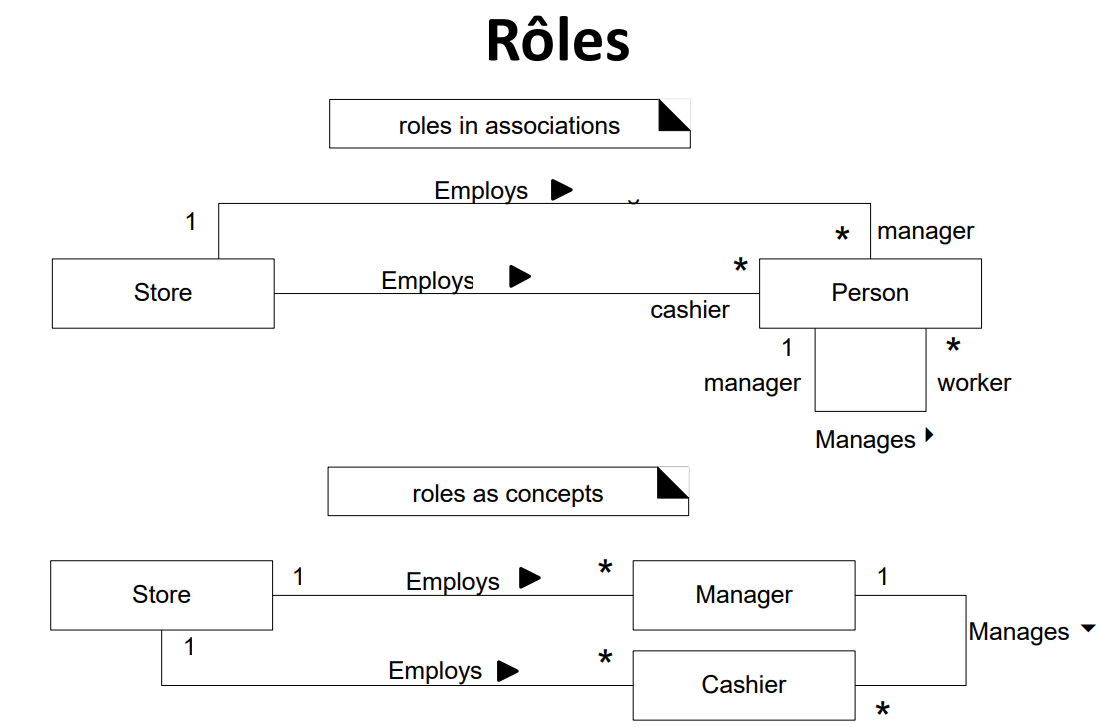 Rôles
roles in associations
Employs
1
*
manager
Store
Employs
*
cashier
Person
1
*
manager
worker
Manages
roles as concepts
Store
1
Employs
*
Manager
1
Manages
1
Employs
*
Cashier
*